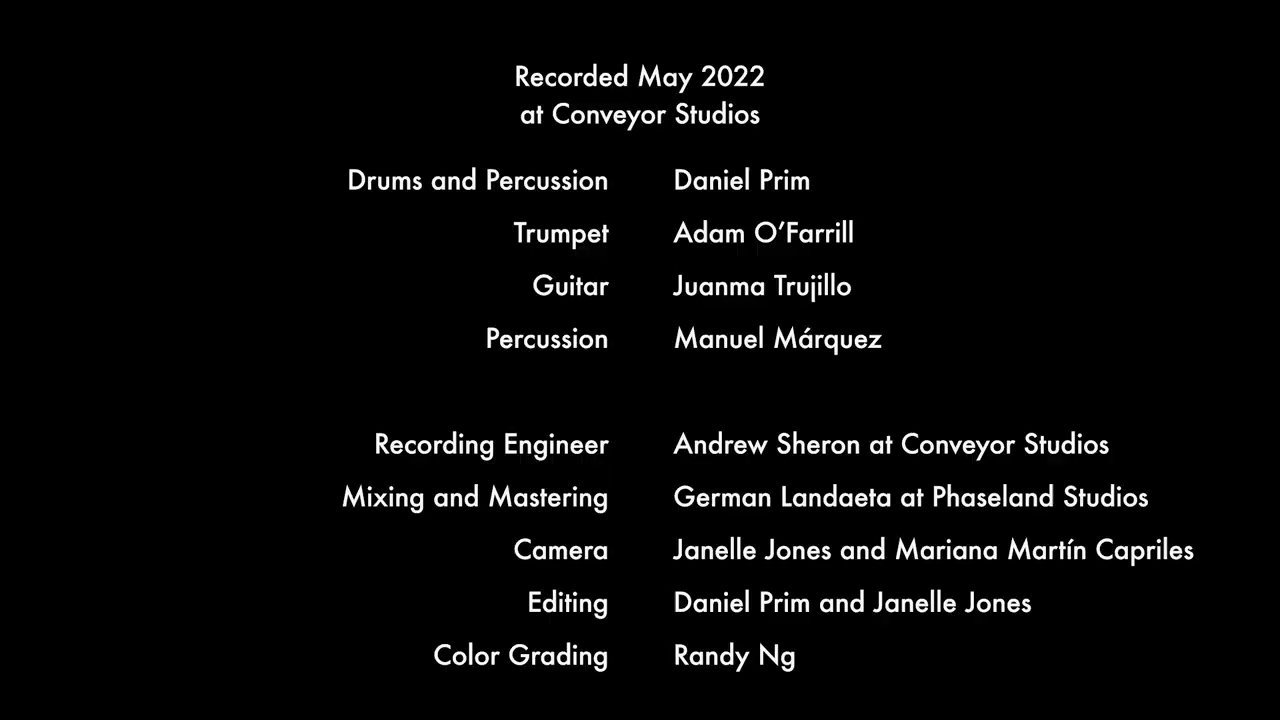 Recorded May 2022
at Conveyor Studios
Drums and Percussion Daniel Prim
Trumpet Adam O’Farrill
Guitar Juanma Trujillo
Percussion Manuel Márquez
Recording Engineer Andrew Sheron at Conveyor Studios
Mixing and Mastering German Landaeta at Phaseland Studios
Camera Janelle Jones and Mariana Martín Capriles
Editing Daniel Prim and Janelle Jones
Color Grading Randy Ng